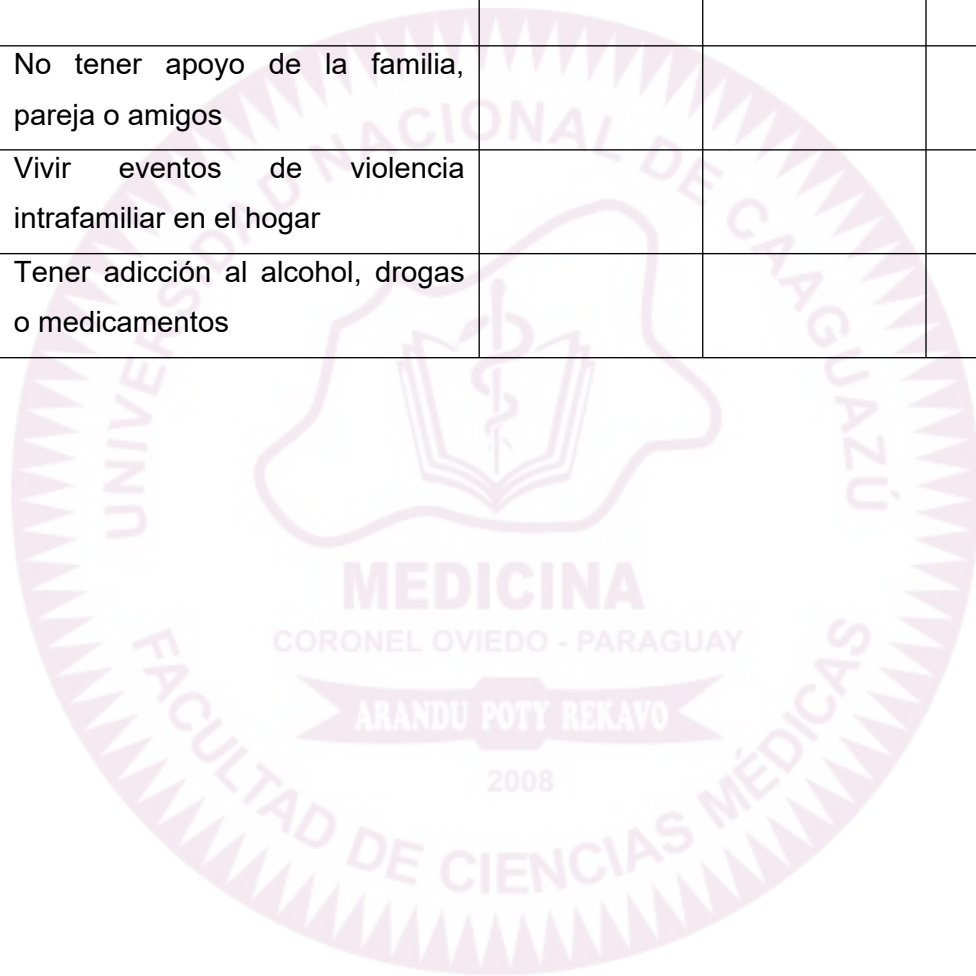 No tener apoyo de la familia,
pareja o amigos
Vivir eventos de violencia
intrafamiliar en el hogar
Tener adicción al alcohol, drogas
o medicamentos
UNIVERSIDAD NACIONAL DE CAAGUAZÚ
MEDICINA
CORONEL OVIEDO - PARAGUAY
ARANDU POTY REKAVO
2008
FACULTAD DE CIENCIAS MÉDICAS